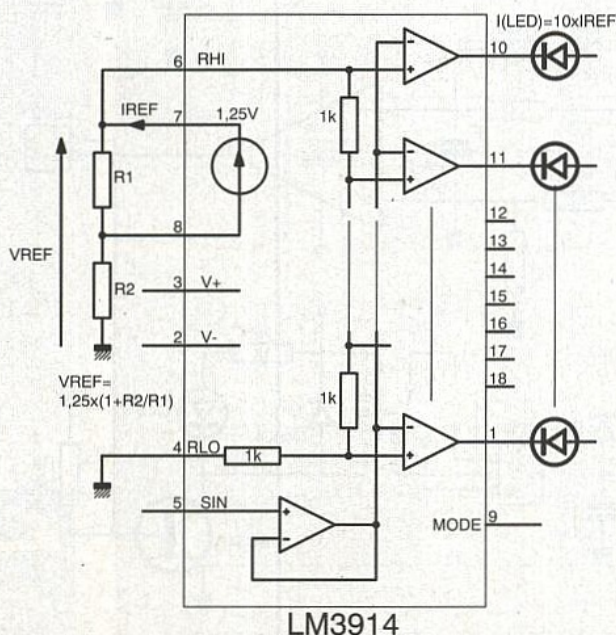 I(LED)=10xIREF
10
6 RHI
IREF 7 1,25V
1k
11
R1
8
12
13
VREF
R2
3 V+
14
15
2 V-
16
17
18
VREF=
1,25x(1+R2/R1)
1k
4 RLO 1k
1
5 SIN
MODE 9
LM3914